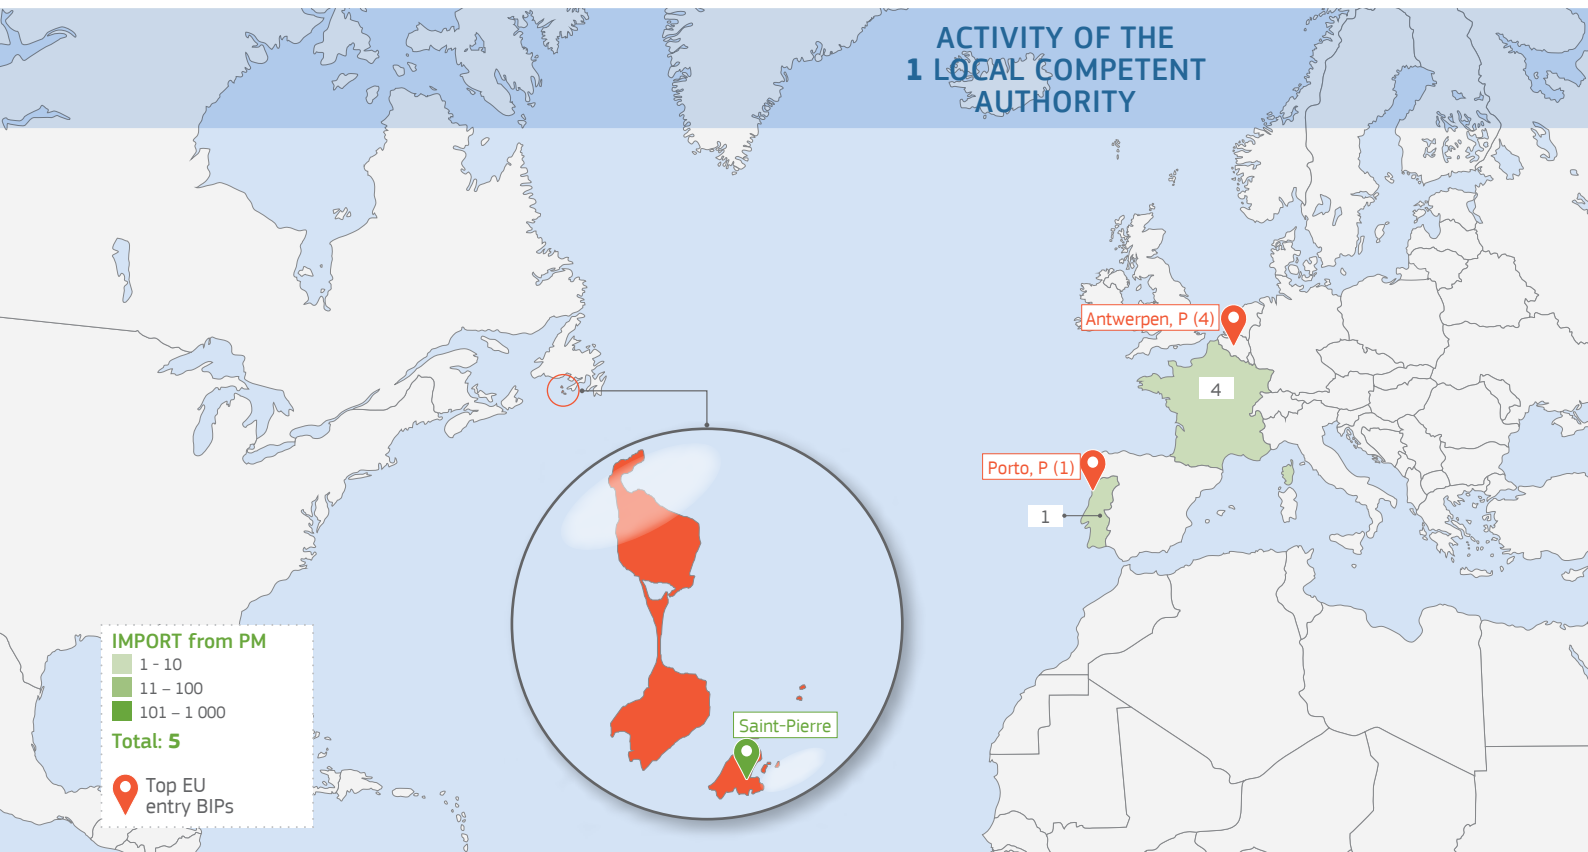 ACTIVITY OF THE
1 LOCAL COMPETENT
AUTHORITY
Antwerpen, P (4)
4
Porto, P (1)
1
IMPORT from PM
1 - 10
11 – 100
101 – 1 000
Total: 5
Top EU
entry BIPs
Saint-Pierre